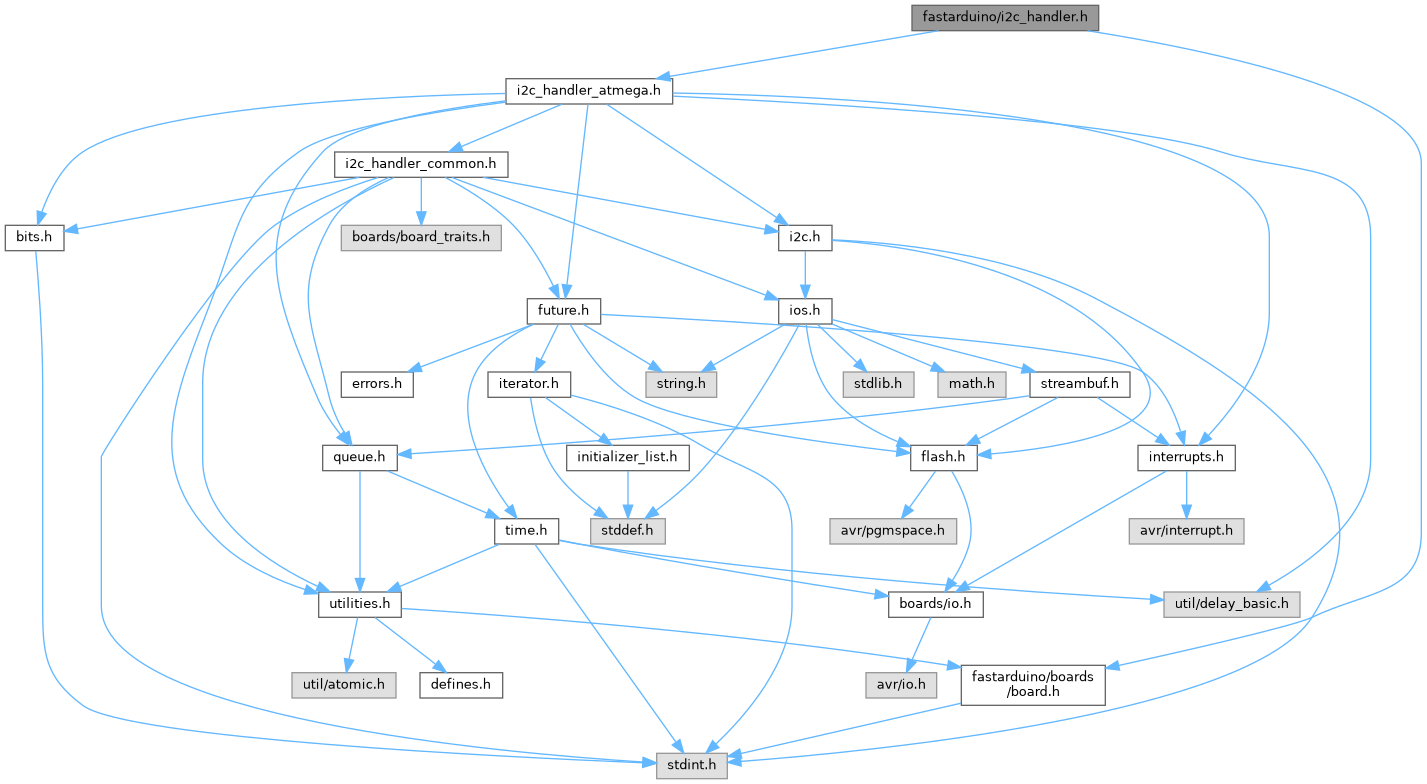 fastarduino/i2c_handler.h
i2c_handler_atmega.h
i2c_handler_common.h
bits.h
boards/board_traits.h
i2c.h
future.h
ios.h
errors.h
iterator.h
string.h
stdlib.h
math.h
streambuf.h
queue.h
initializer_list.h
flash.h
interrupts.h
time.h
stddef.h
avr/pgmspace.h
avr/interrupt.h
utilities.h
boards/io.h
util/delay_basic.h
util/atomic.h
defines.h
avr/io.h
fastarduino/boards
/board.h
stdint.h